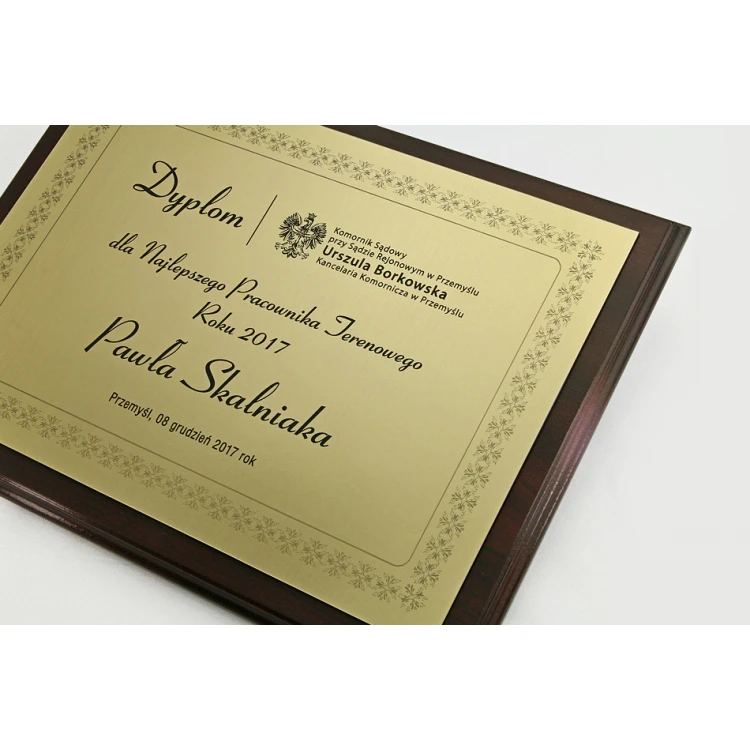 Dyplom
Komornik Sądowy
przy Sądzie Rejonowym w Przemyślu
Urszula Borkowska
Kancelaria Komornicza w Przemyślu
dla Najlepszego Pracownika Terenowego
Roku 2017
Pawła Skalniaka
Przemyśl, 08 grudzień 2017 rok